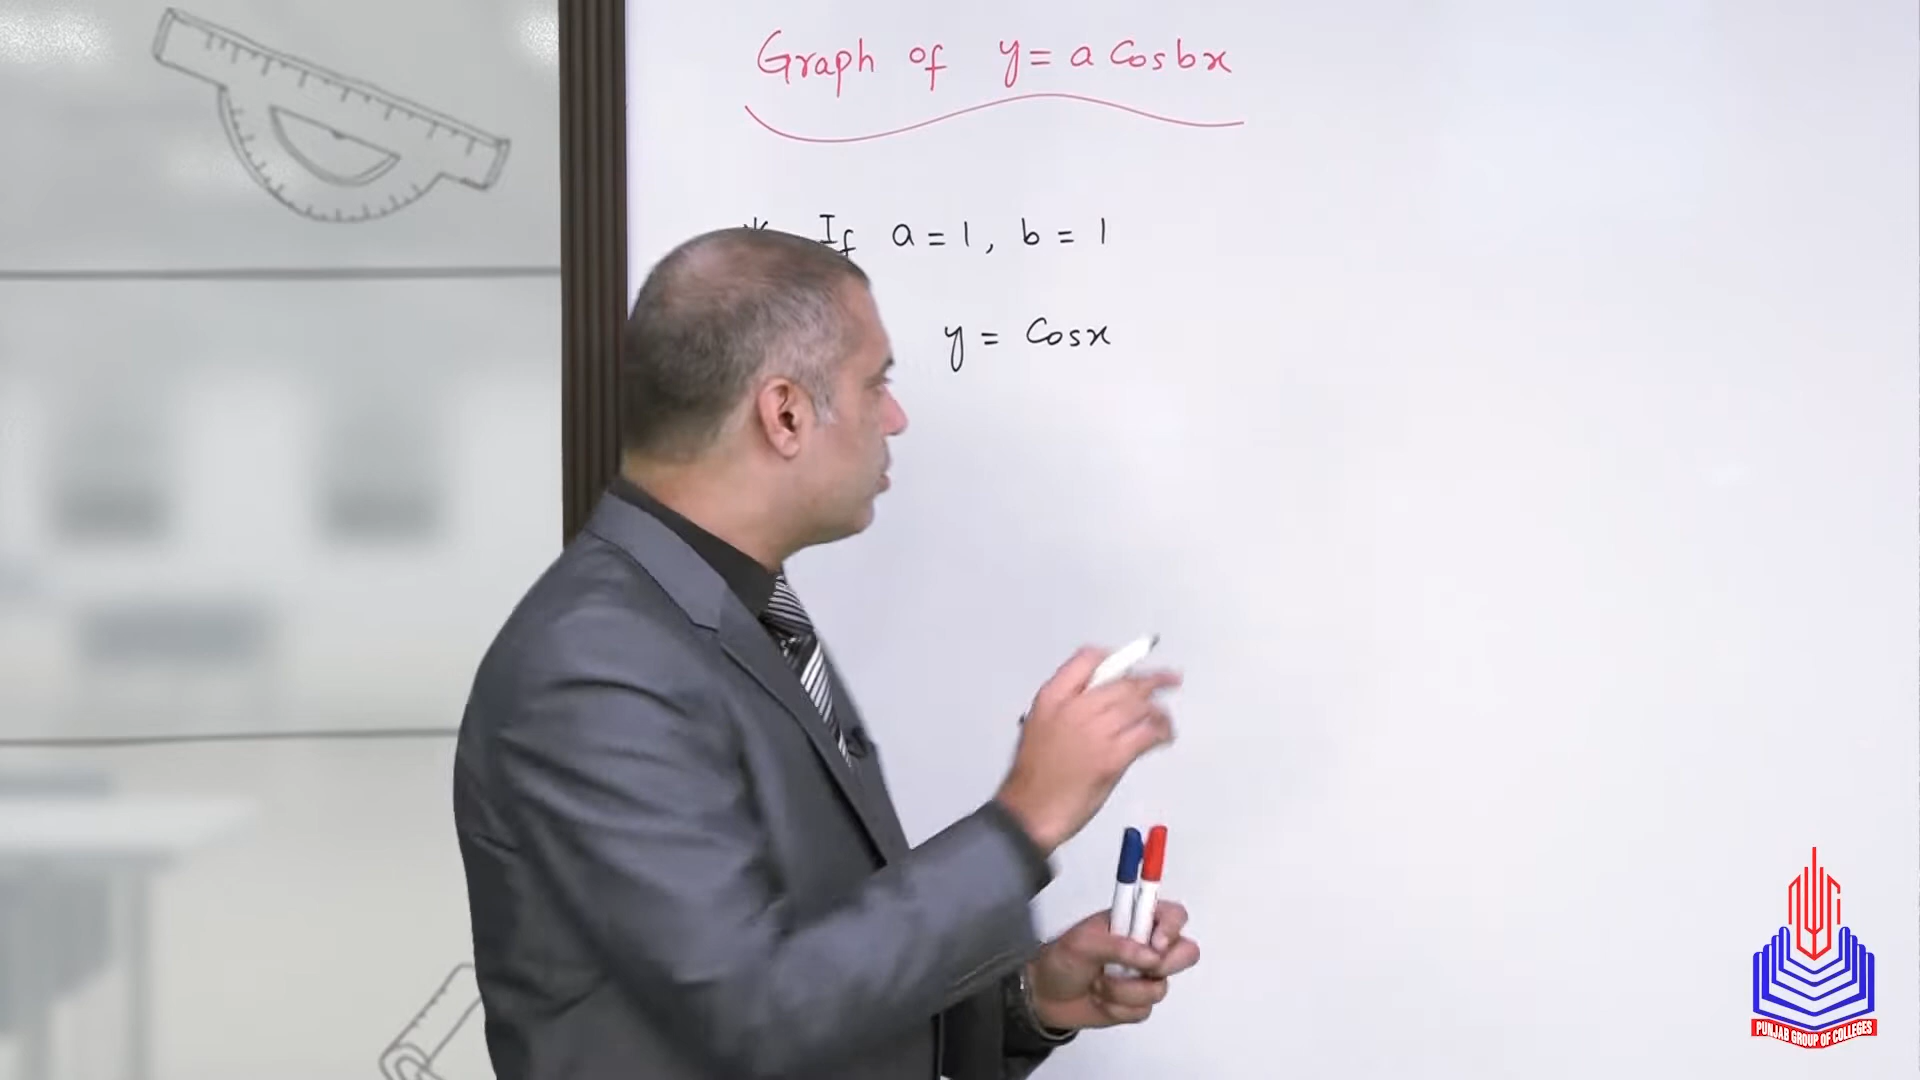 Graph of y = a Cosbx
* If a = 1, b = 1
y = Cosx
PUNJAB GROUP OF COLLEGES